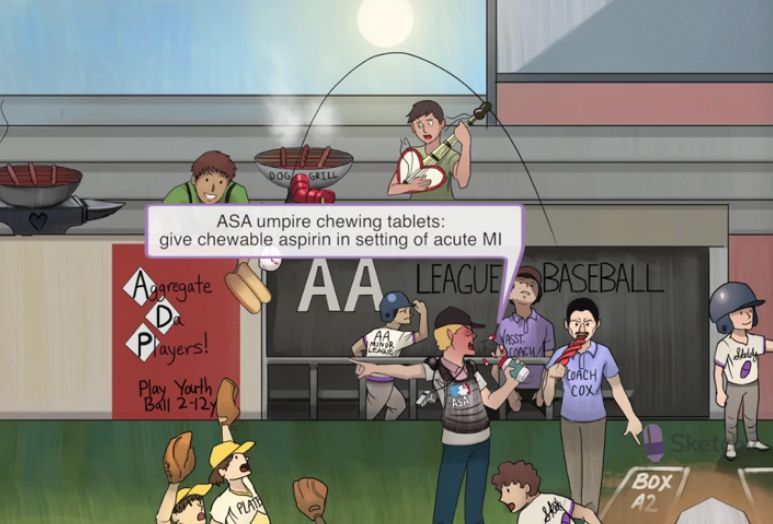 DOG GRILL
ASA umpire chewing tablets:
give chewable aspirin in setting of acute MI
AA
LEAGUE BASEBALL
Aggregate
Da
Players!
Play Youth
Ball 2-12y
AA
MINOR
LEAGUE
ASST.
COACH
COACH
COX
ASA
Sketchy
PLATE
BOX
A2